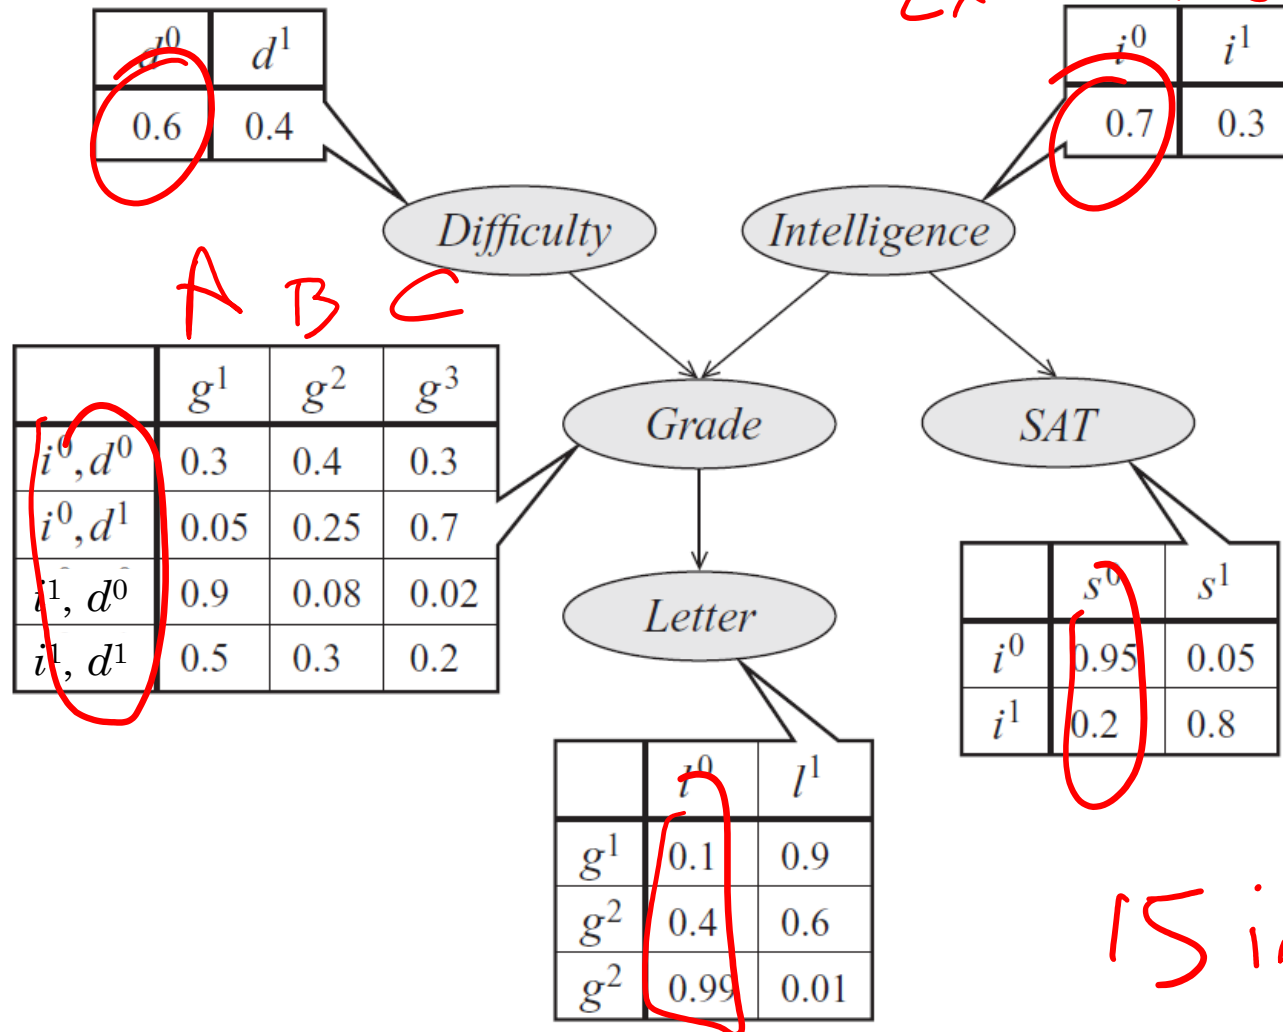 d⁰ d¹
0.6 0.4
i⁰ i¹
0.7 0.3
Difficulty
Intelligence
A B C
g¹ g² g³
i⁰, d⁰ 0.3 0.4 0.3
i⁰, d¹ 0.05 0.25 0.7
i¹, d⁰ 0.9 0.08 0.02
i¹, d¹ 0.5 0.3 0.2
Grade
SAT
Letter
s⁰ s¹
i⁰ 0.95 0.05
i¹ 0.2 0.8
l⁰ l¹
g¹ 0.1 0.9
g² 0.4 0.6
g² 0.99 0.01
15